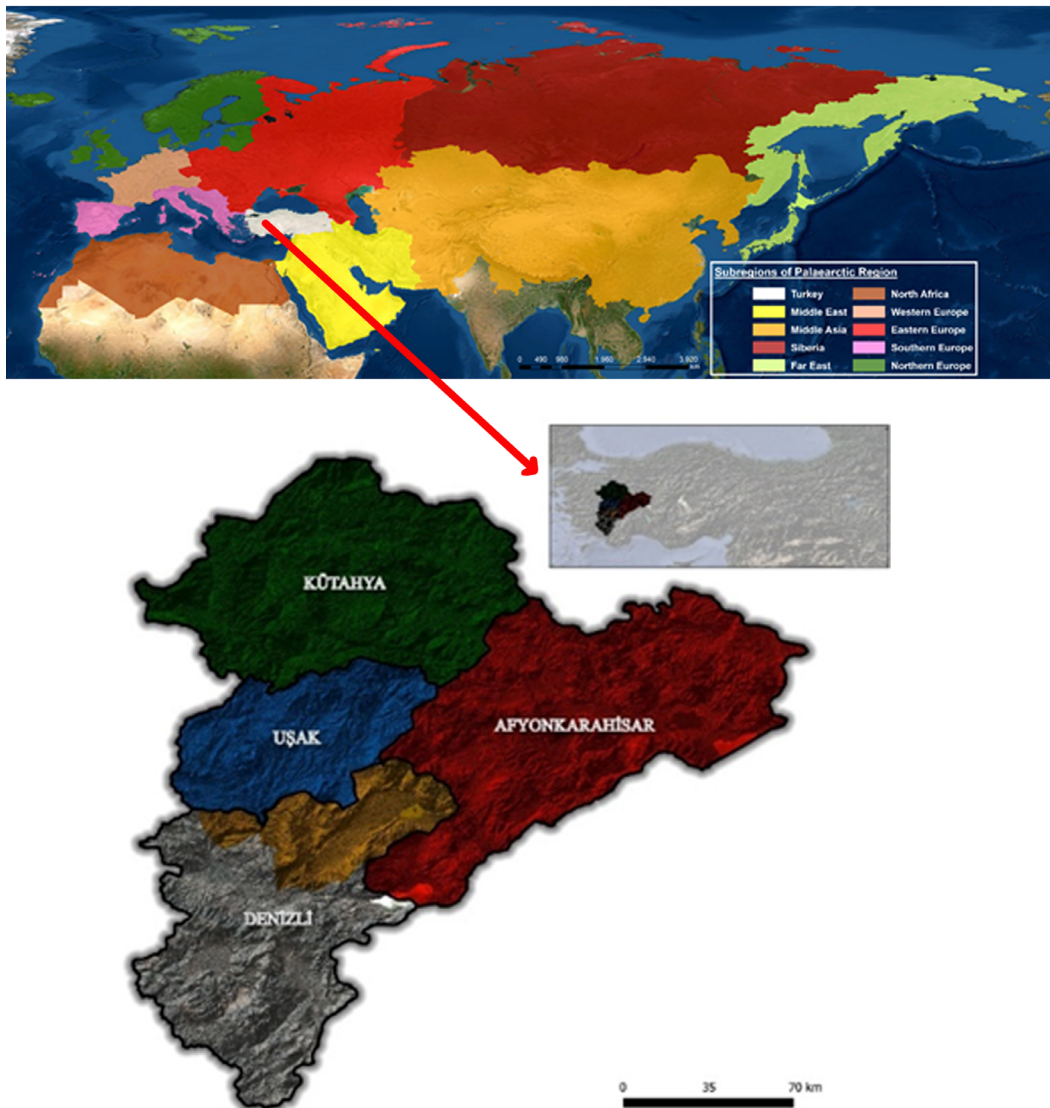 Subregions of Palaearctic Region
Turkey North Africa
Middle East Western Europe
Middle Asia Eastern Europe
Siberia Southern Europe
Far East Northern Europe
0 490 980 1.960 2.940 3.920
km
KÜTAHYA
UŞAK
AFYONKARAHİSAR
DENİZLİ
0 35 70 km